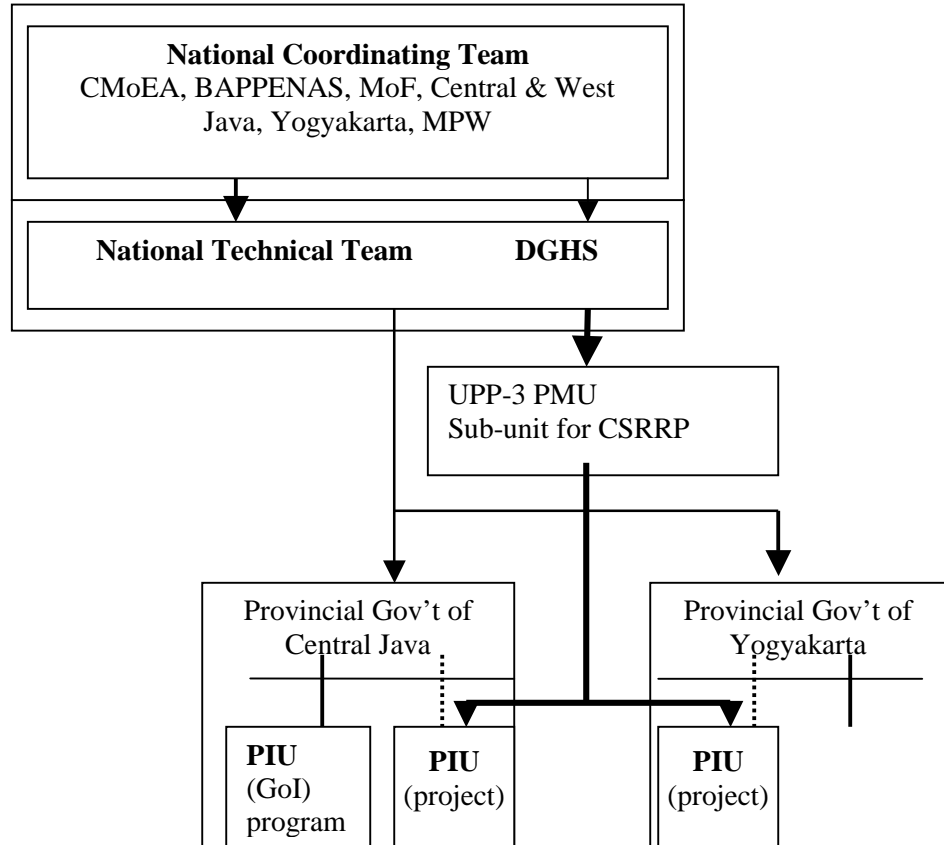 National Coordinating Team
CMoEA, BAPPENAS, MoF, Central & West
Java, Yogyakarta, MPW
National Technical Team DGHS
UPP-3 PMU
Sub-unit for CSRRP
Provincial Gov't of
Central Java
Provincial Gov't of
Yogyakarta
PIU
(GoI)
program
PIU
(project)
PIU
(project)